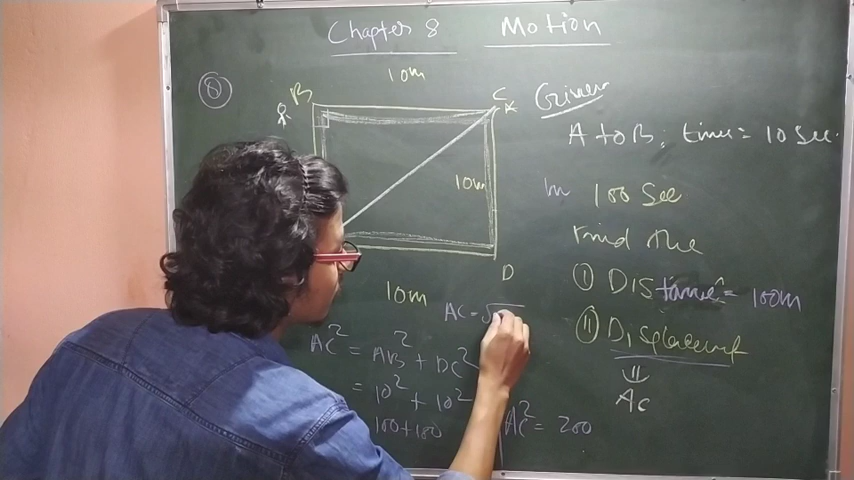 Chapter 8 Motion
8
10m
B C
Given
A to B; time = 10 Sec.
10m
In 100 Sec
Find the
D
(I) Distance = 100m
10m
AC = √
(II) Displacement
=
AC
AC² = AB² + DC²
= 10² + 10²
100+100
AC² = 200